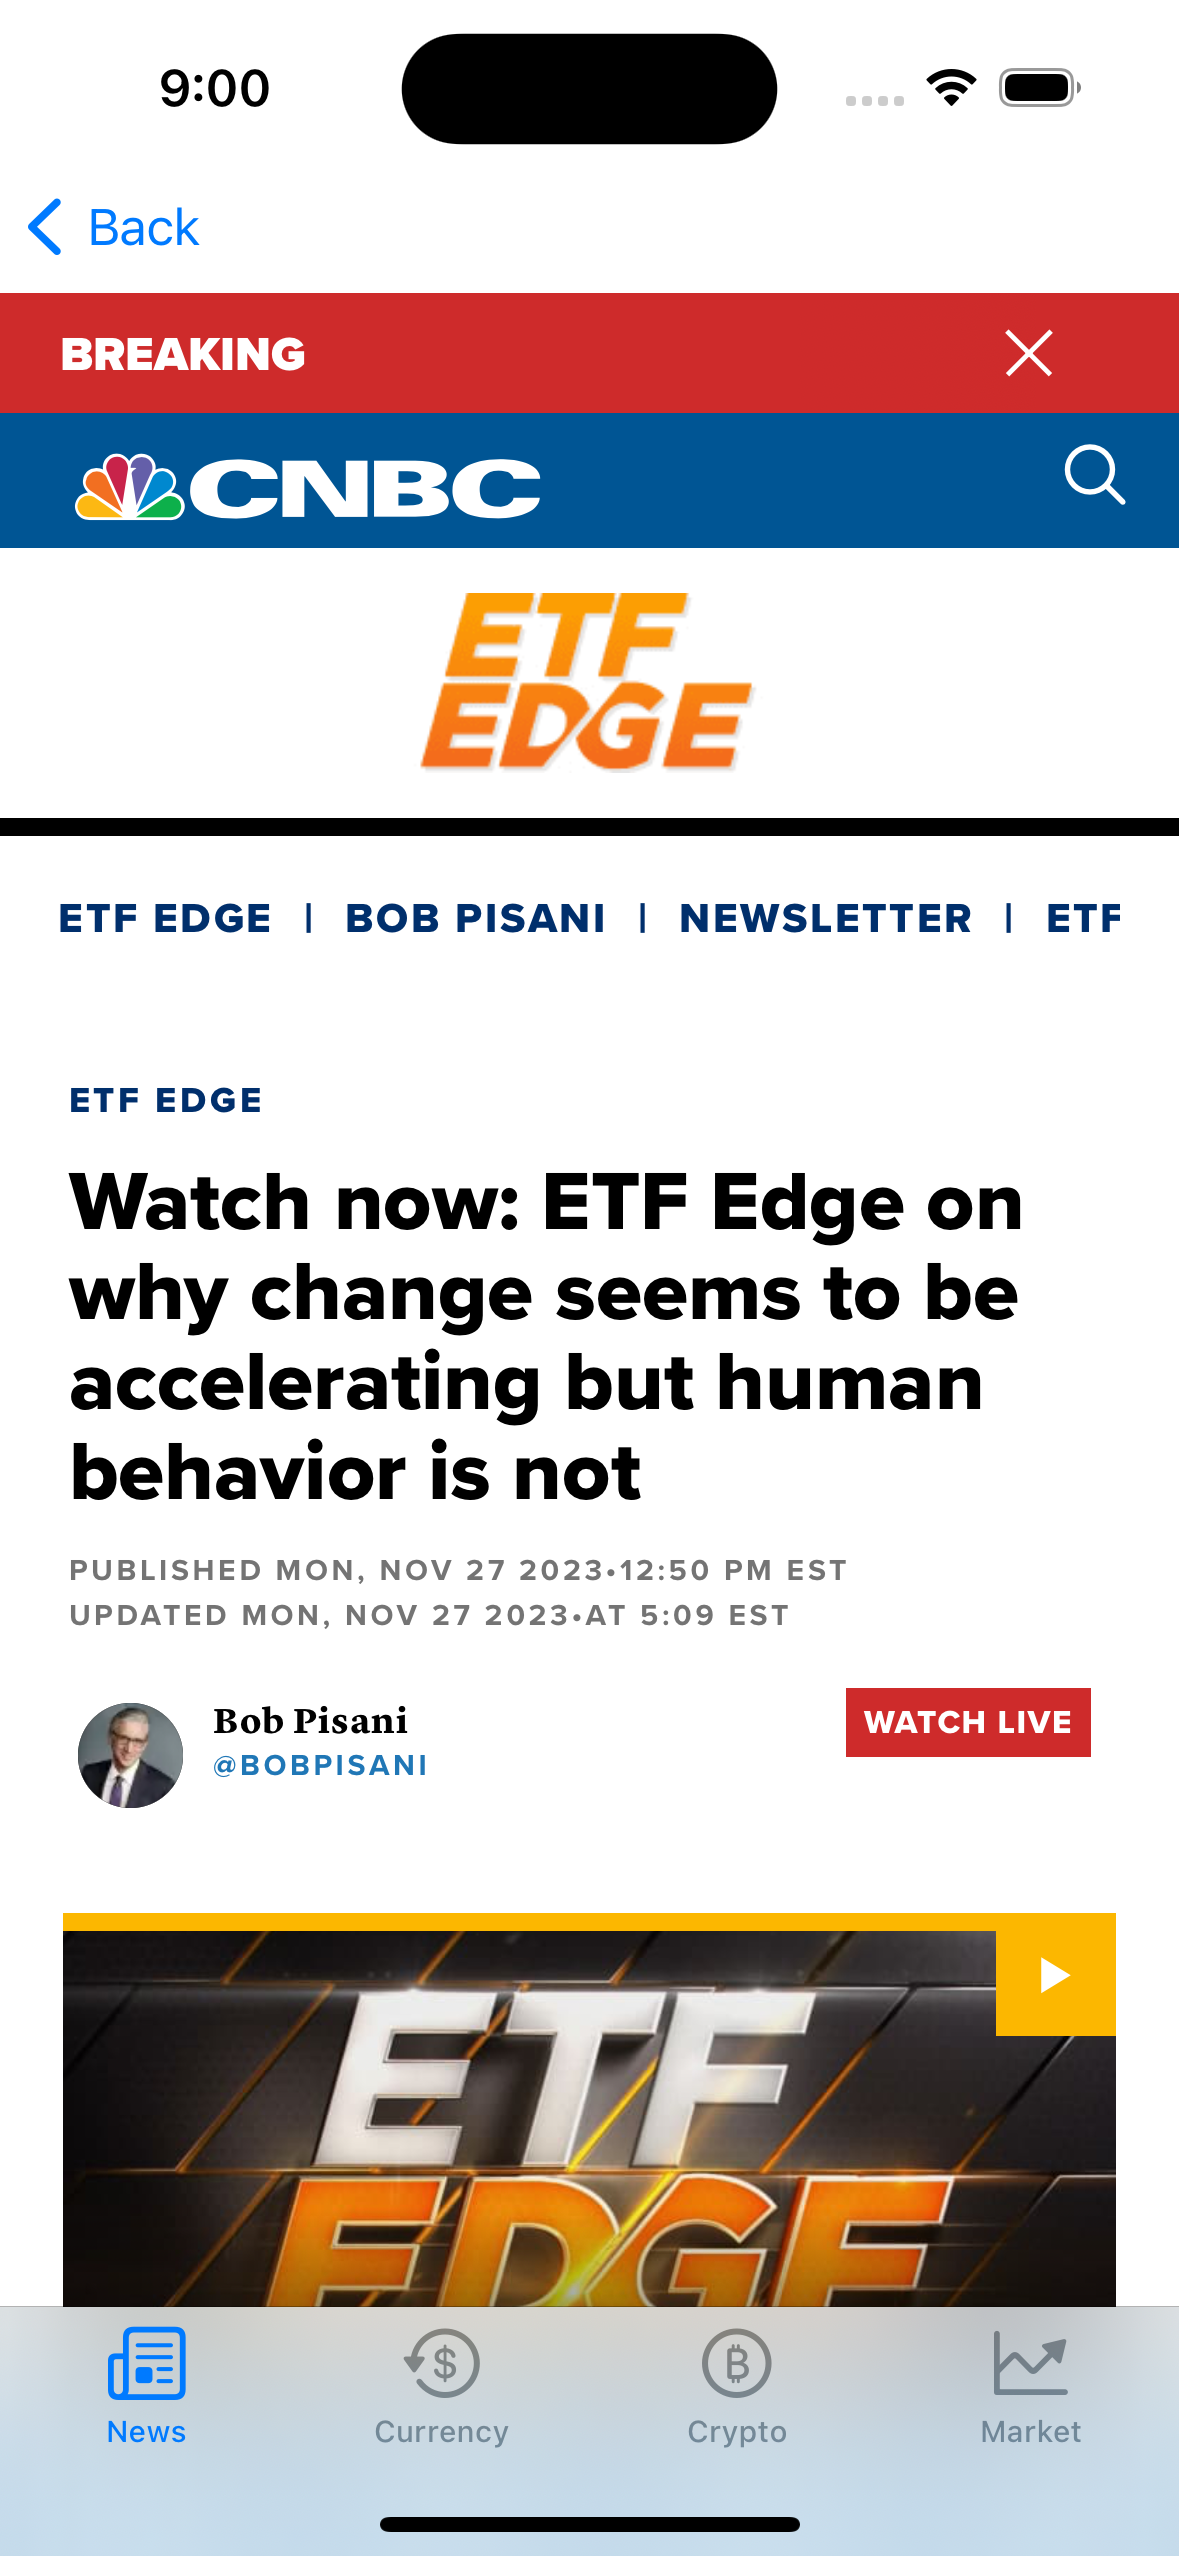 9:00
Back
BREAKING
CNBC
ETF
EDGE
ETF EDGE | BOB PISANI | NEWSLETTER | ETF
ETF EDGE
Watch now: ETF Edge on
why change seems to be
accelerating but human
behavior is not
PUBLISHED MON, NOV 27 2023•12:50 PM EST
UPDATED MON, NOV 27 2023•AT 5:09 EST
Bob Pisani
@BOBPISANI
WATCH LIVE
ETF
EDGE
News
Currency
Crypto
Market